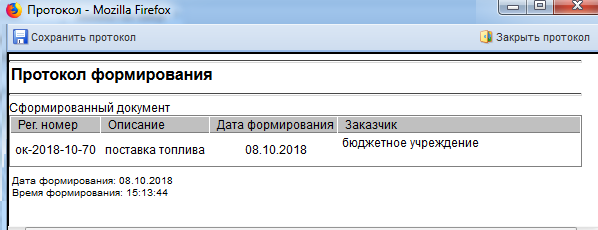 Протокол - Mozilla Firefox
Сохранить протокол Закрыть протокол
Протокол формирования
Сформированный документ
Рег. номер Описание Дата формирования Заказчик
ок-2018-10-70 поставка топлива 08.10.2018 бюджетное учреждение
Дата формирования: 08.10.2018
Время формирования: 15:13:44